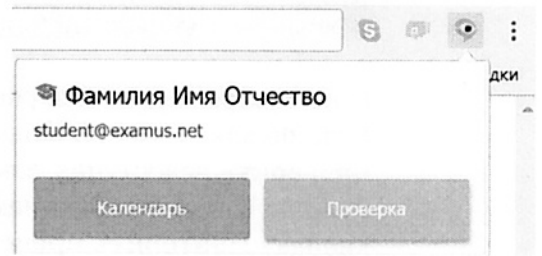 дки
Фамилия Имя Отчество
student@examus.net
Календарь Проверка